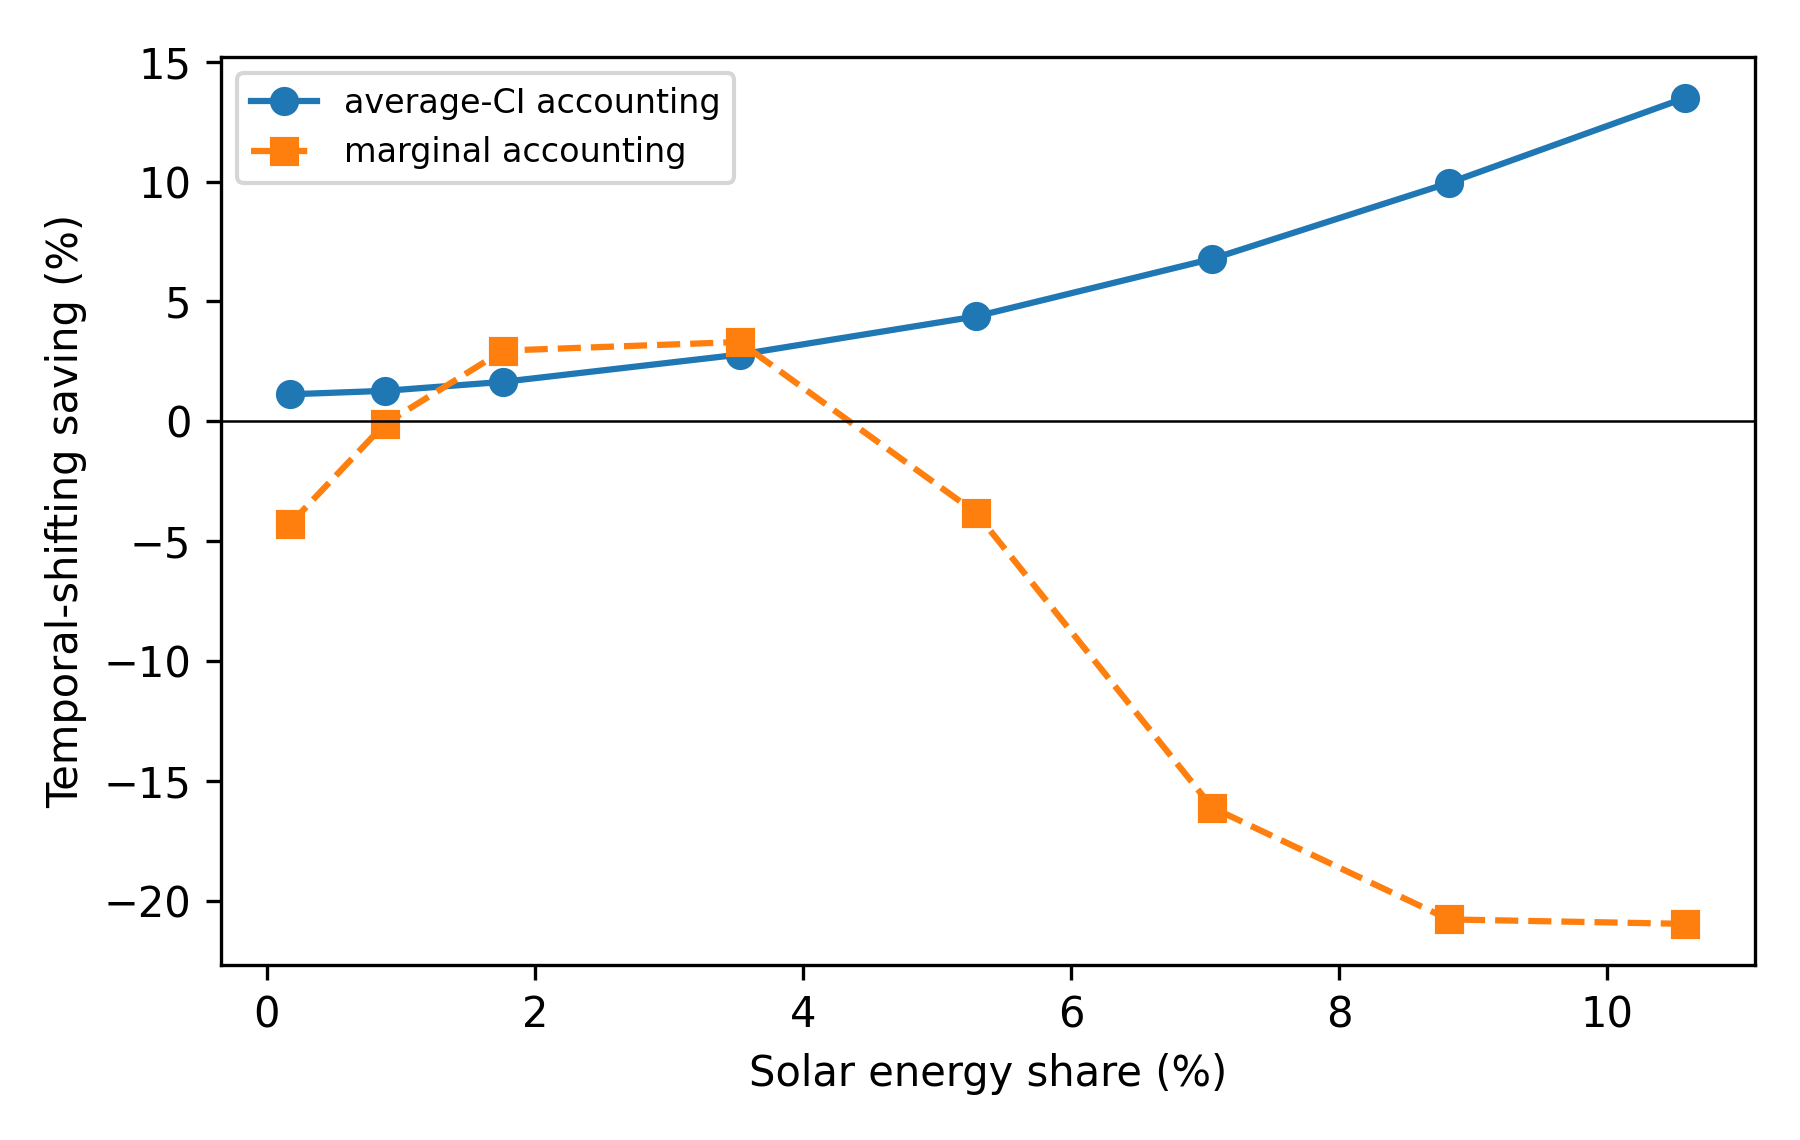 15
10
5
0
−5
−10
−15
−20
Temporal-shifting saving (%)
average-CI accounting
marginal accounting
0 2 4 6 8 10
Solar energy share (%)